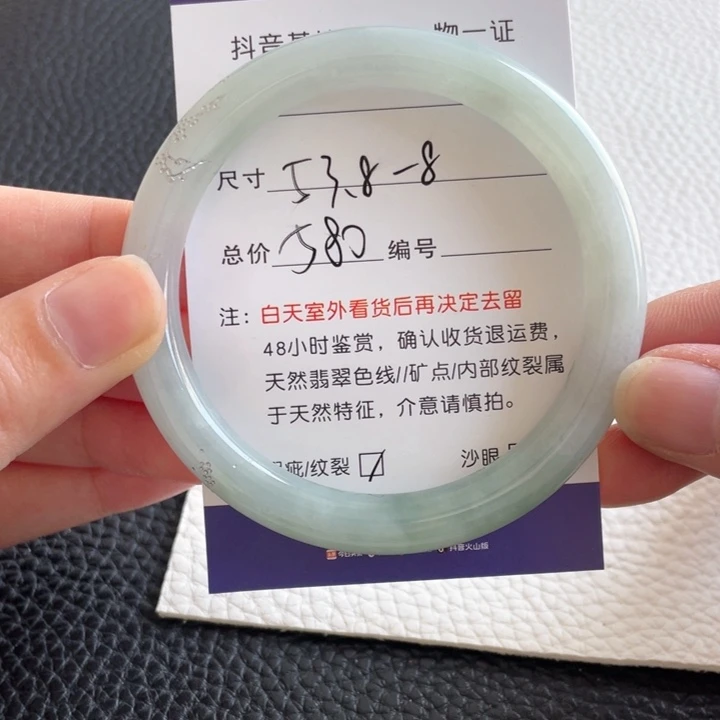 抖音基 物一证
尺寸 53.8-8
总价 580 编号
注：白天室外看货后再决定去留
48小时鉴赏，确认收货退运费，
天然翡翠色线//矿点/内部纹裂属
于天然特征，介意请慎拍。
疵/纹裂 沙眼
抖音火山版